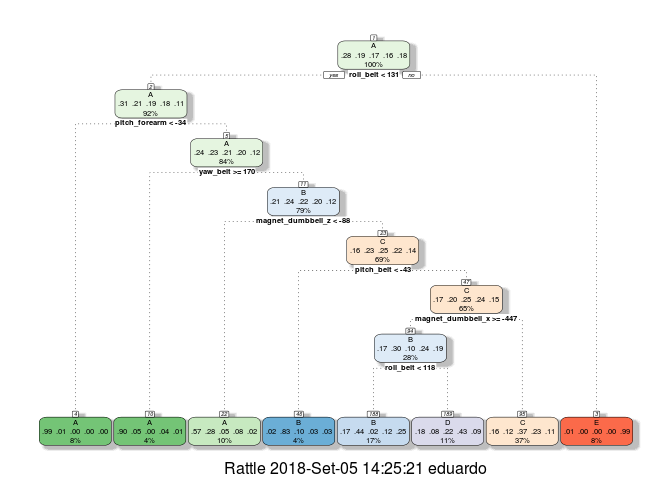 1
A
.28 .19 .17 .16 .18
100%
yes roll_belt < 131 no
2
A
.31 .21 .19 .18 .11
92%
pitch_forearm < -34
5
A
.24 .23 .21 .20 .12
84%
yaw_belt >= 170
11
B
.21 .24 .22 .20 .12
79%
magnet_dumbbell_z < -88
23
C
.16 .23 .25 .22 .14
69%
pitch_belt < -43
47
C
.17 .20 .25 .24 .15
65%
magnet_dumbbell_x >= -447
94
B
.17 .30 .10 .24 .19
28%
roll_belt < 118
4 10 22 46 188 189 95 3
A A A B B D C E
.99 .01 .00 .00 .00 .90 .05 .00 .04 .01 .57 .28 .05 .08 .02 .02 .83 .10 .03 .03 .17 .44 .02 .12 .25 .18 .08 .22 .43 .09 .16 .12 .37 .23 .11 .01 .00 .00 .00 .99
8% 4% 10% 4% 17% 11% 37% 8%
Rattle 2018-Set-05 14:25:21 eduardo